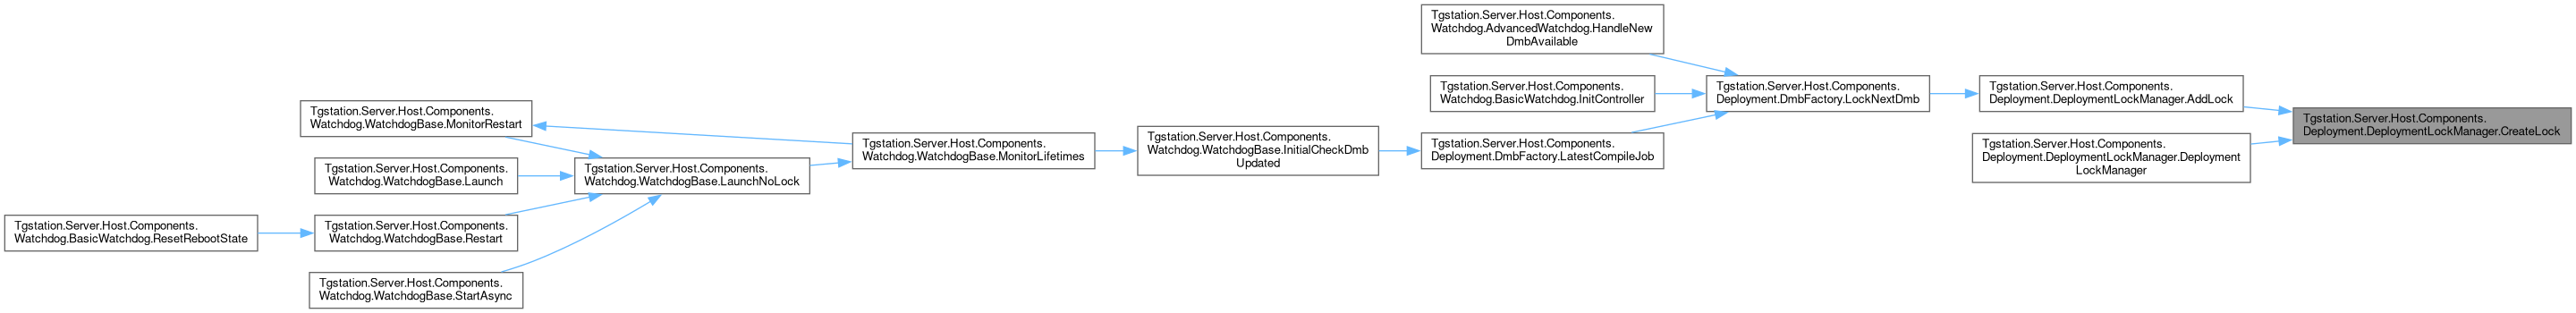 Tgstation.Server.Host.Components.
Watchdog.AdvancedWatchdog.HandleNew
DmbAvailable
Tgstation.Server.Host.Components.
Watchdog.BasicWatchdog.InitController
Tgstation.Server.Host.Components.
Deployment.DmbFactory.LockNextDmb
Tgstation.Server.Host.Components.
Deployment.DeploymentLockManager.AddLock
Tgstation.Server.Host.Components.
Deployment.DeploymentLockManager.CreateLock
Tgstation.Server.Host.Components.
Watchdog.WatchdogBase.MonitorRestart
Tgstation.Server.Host.Components.
Watchdog.WatchdogBase.MonitorLifetimes
Tgstation.Server.Host.Components.
Watchdog.WatchdogBase.InitialCheckDmb
Updated
Tgstation.Server.Host.Components.
Deployment.DmbFactory.LatestCompileJob
Tgstation.Server.Host.Components.
Deployment.DeploymentLockManager.Deployment
LockManager
Tgstation.Server.Host.Components.
Watchdog.WatchdogBase.Launch
Tgstation.Server.Host.Components.
Watchdog.WatchdogBase.LaunchNoLock
Tgstation.Server.Host.Components.
Watchdog.BasicWatchdog.ResetRebootState
Tgstation.Server.Host.Components.
Watchdog.WatchdogBase.Restart
Tgstation.Server.Host.Components.
Watchdog.WatchdogBase.StartAsync